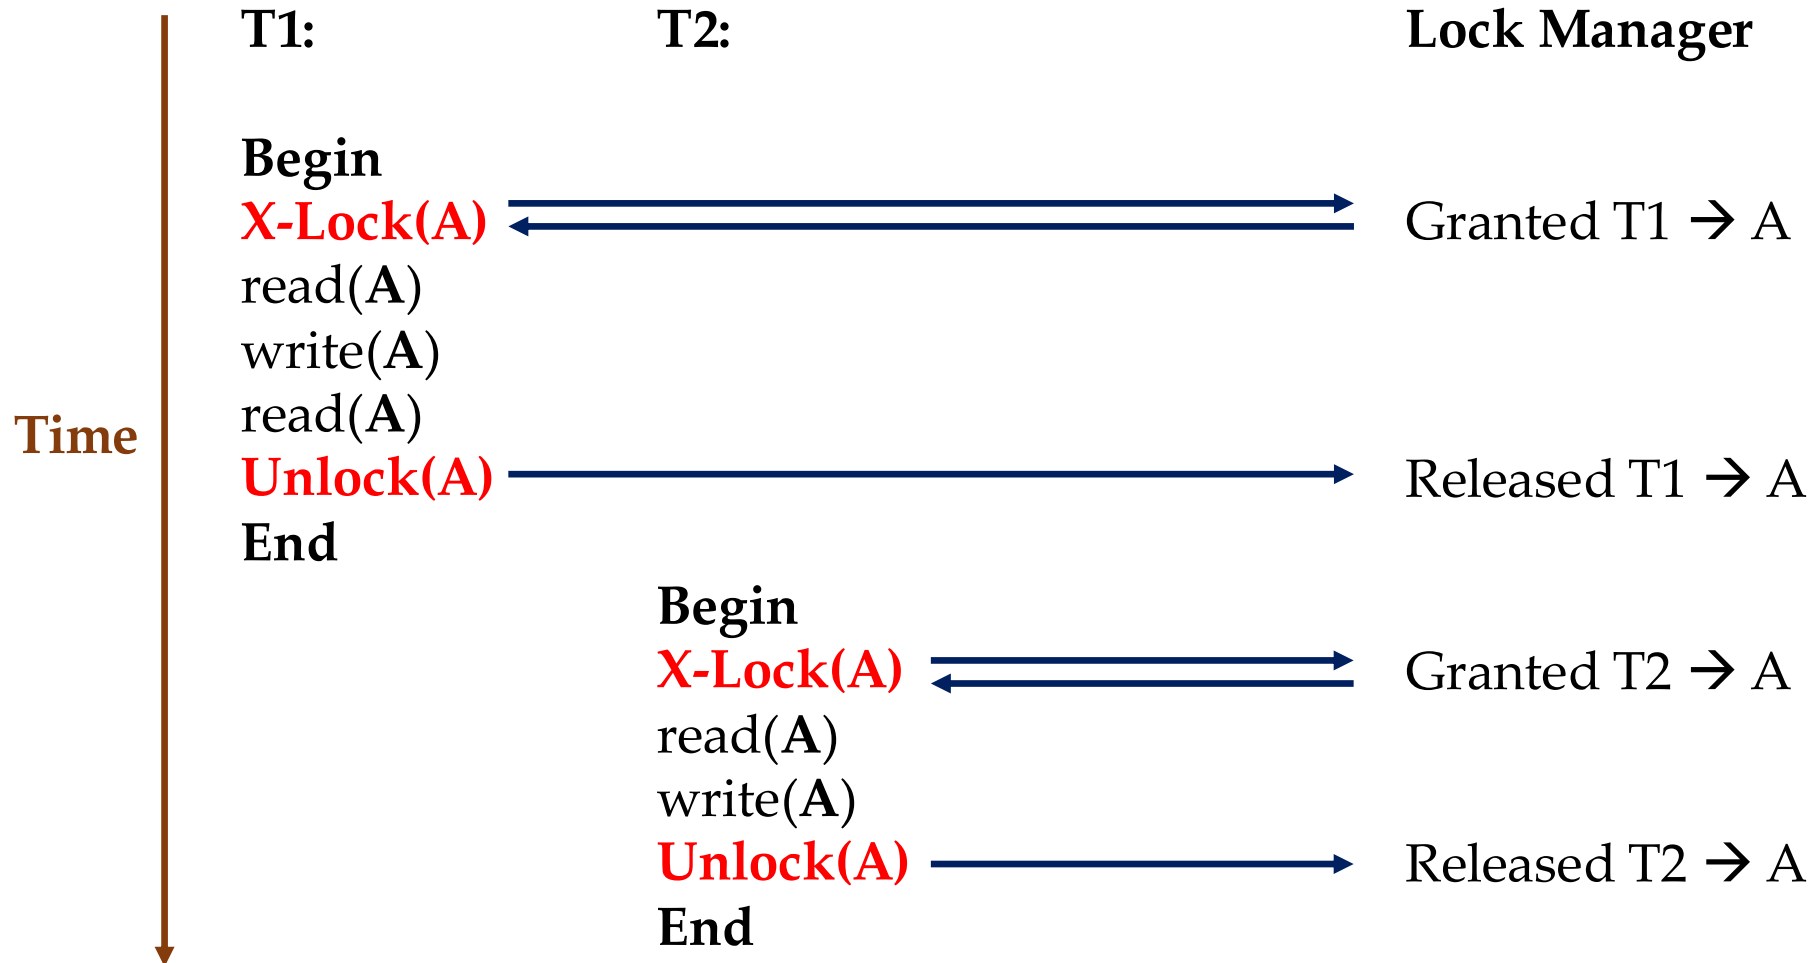 T1: T2: Lock Manager
Begin
X-Lock(A) Granted T1 → A
read(A)
write(A)
read(A)
Time
Unlock(A) Released T1 → A
End
Begin
X-Lock(A) Granted T2 → A
read(A)
write(A)
Unlock(A) Released T2 → A
End